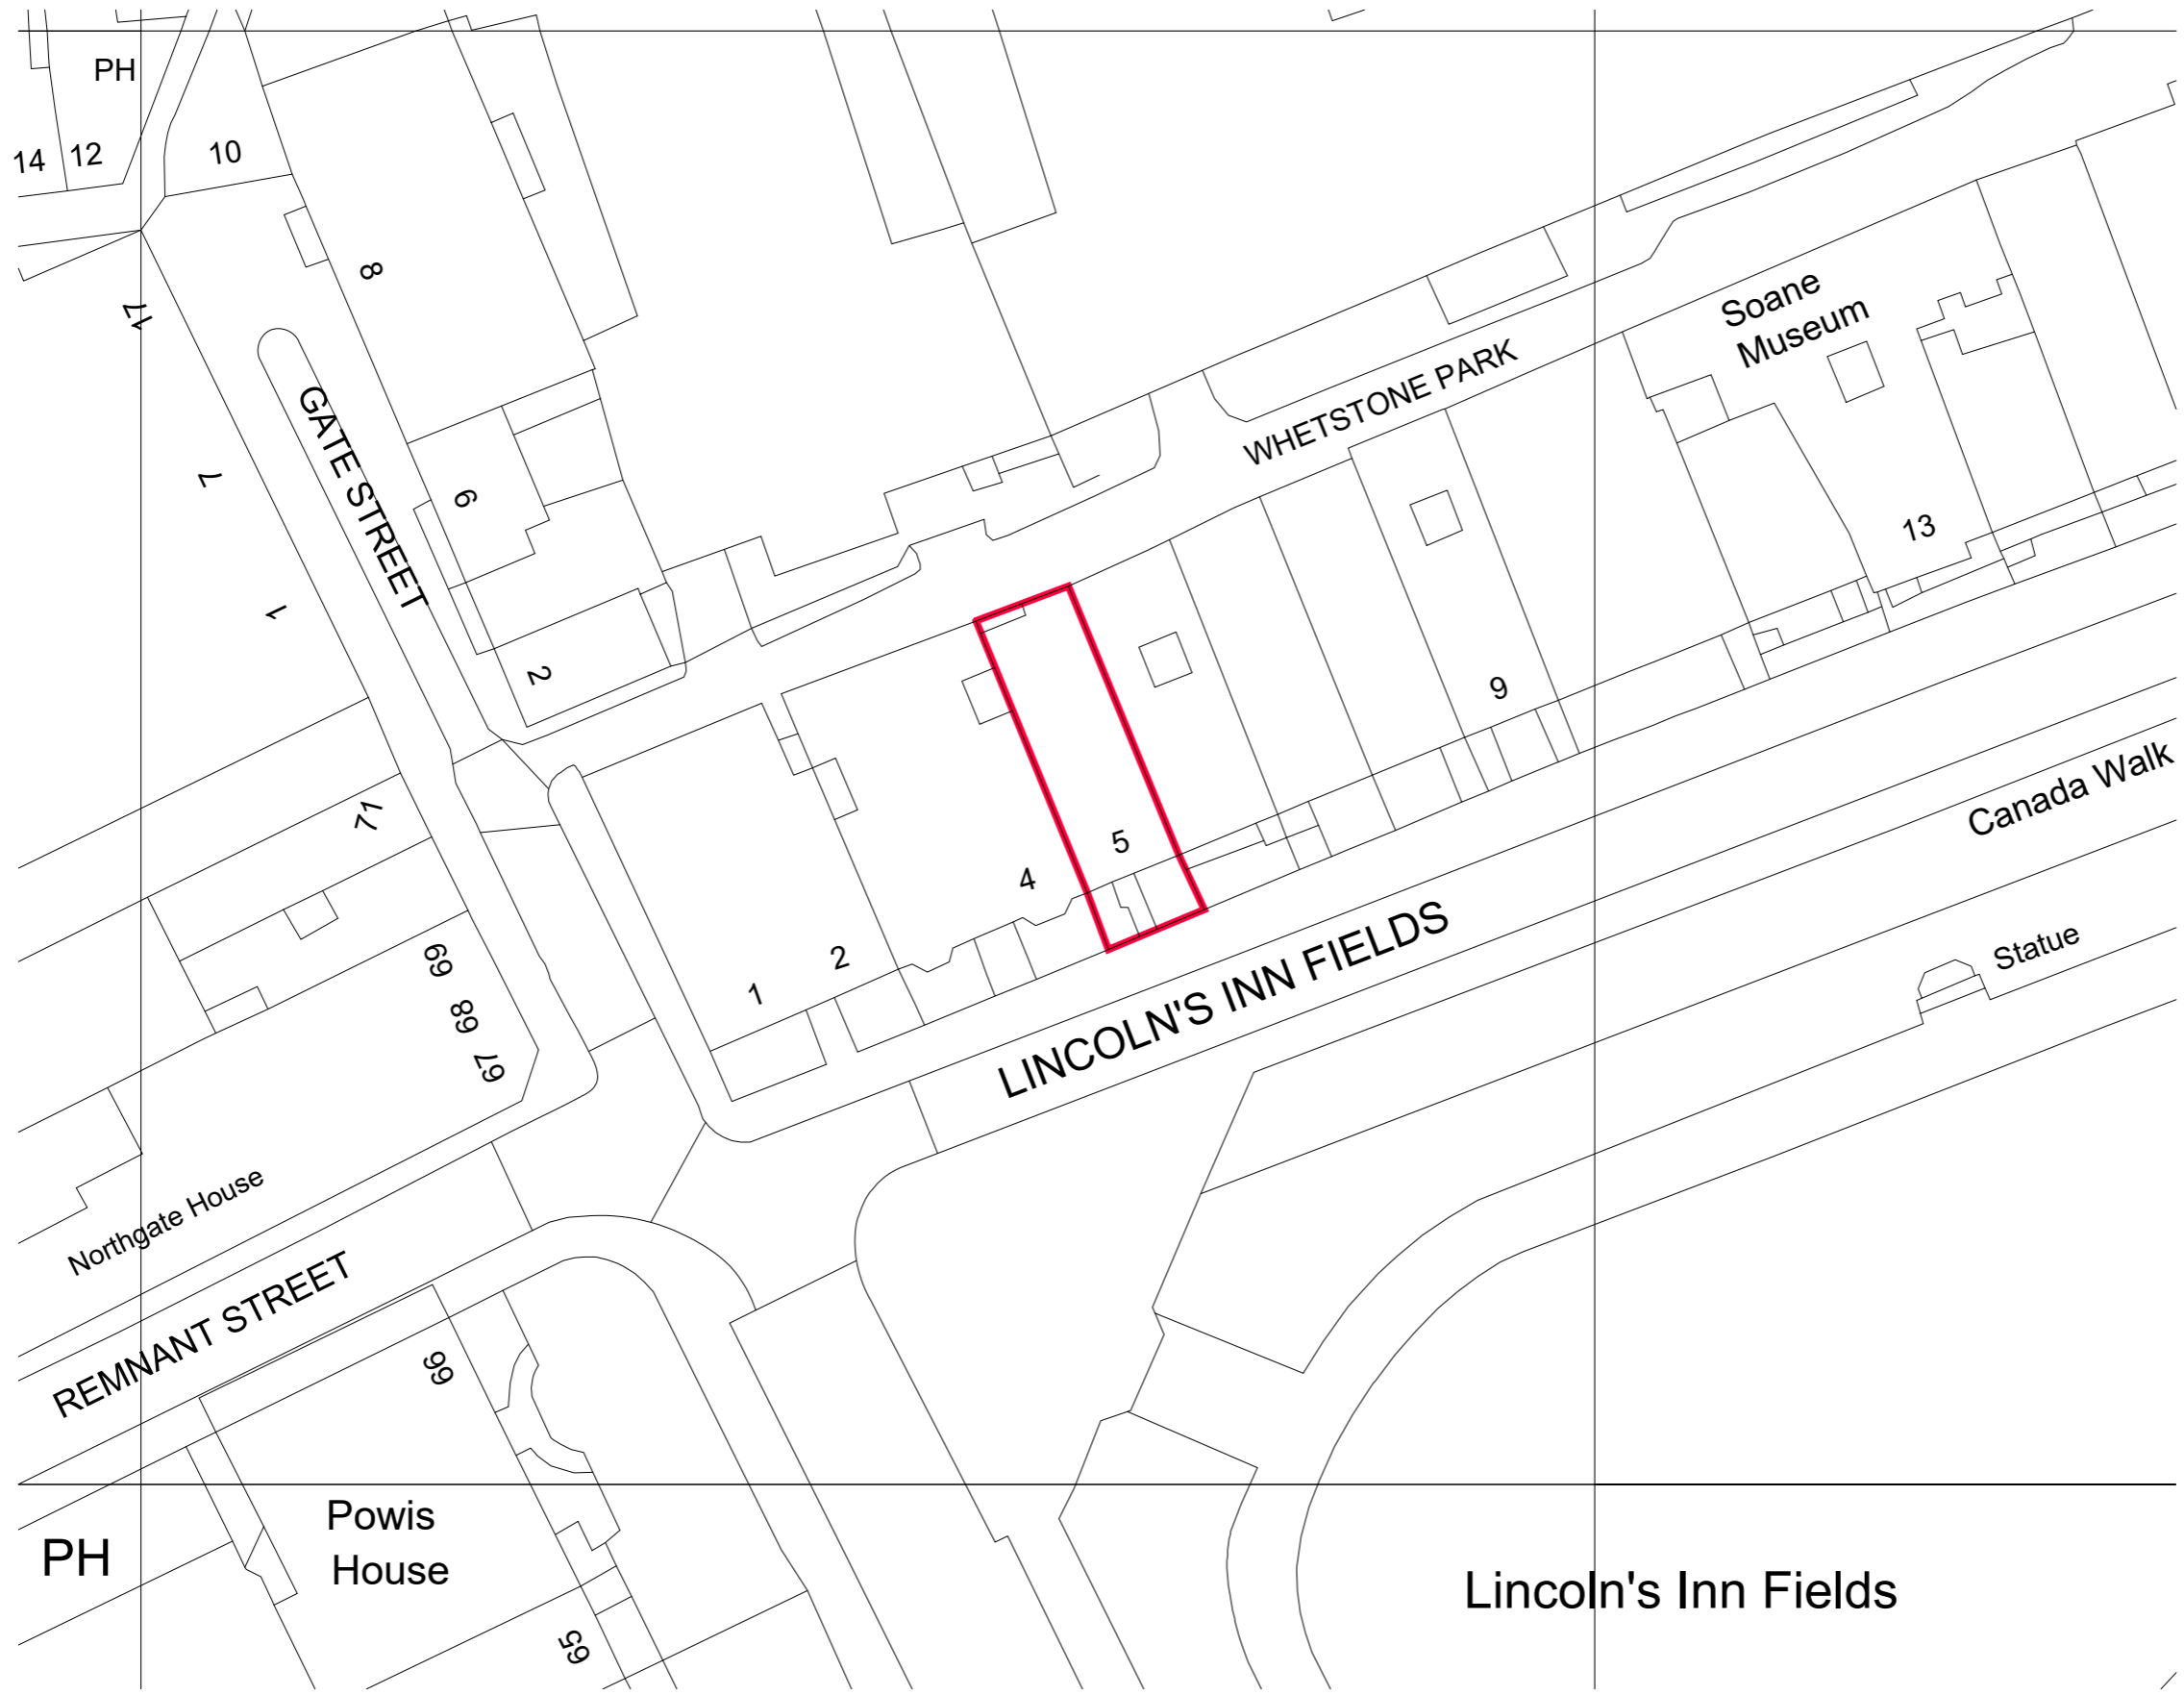 PH
14
12
10
8
17
Soane
Museum
WHETSTONE PARK
GATE STREET
7
6
13
1
2
9
Canada Walk
71
5
4
Statue
2
1
LINCOLN'S INN FIELDS
69
68
67
Northgate House
REMNANT STREET
66
Powis
House
PH
Lincoln's Inn Fields
65